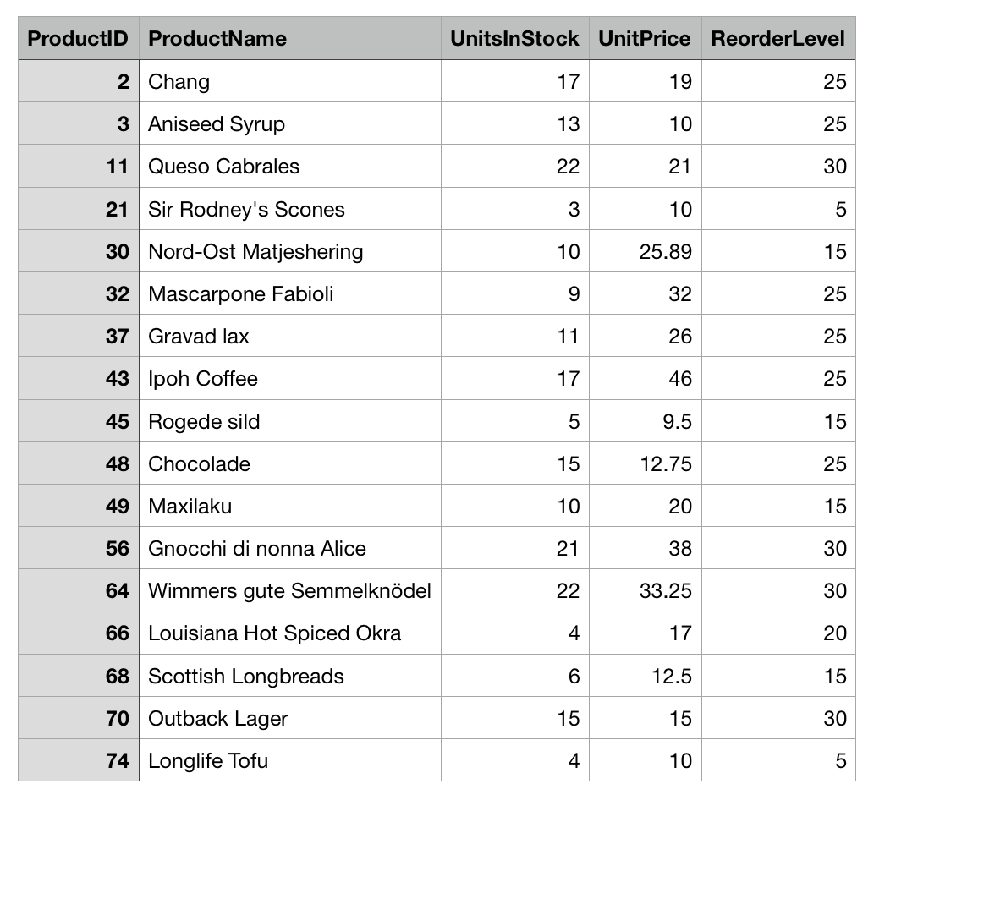 ProductID ProductName UnitsInStock UnitPrice ReorderLevel
2 Chang 17 19 25
3 Aniseed Syrup 13 10 25
11 Queso Cabrales 22 21 30
21 Sir Rodney's Scones 3 10 5
30 Nord-Ost Matjeshering 10 25.89 15
32 Mascarpone Fabioli 9 32 25
37 Gravad lax 11 26 25
43 Ipoh Coffee 17 46 25
45 Rogede sild 5 9.5 15
48 Chocolade 15 12.75 25
49 Maxilaku 10 20 15
56 Gnocchi di nonna Alice 21 38 30
64 Wimmers gute Semmelknödel 22 33.25 30
66 Louisiana Hot Spiced Okra 4 17 20
68 Scottish Longbreads 6 12.5 15
70 Outback Lager 15 15 30
74 Longlife Tofu 4 10 5